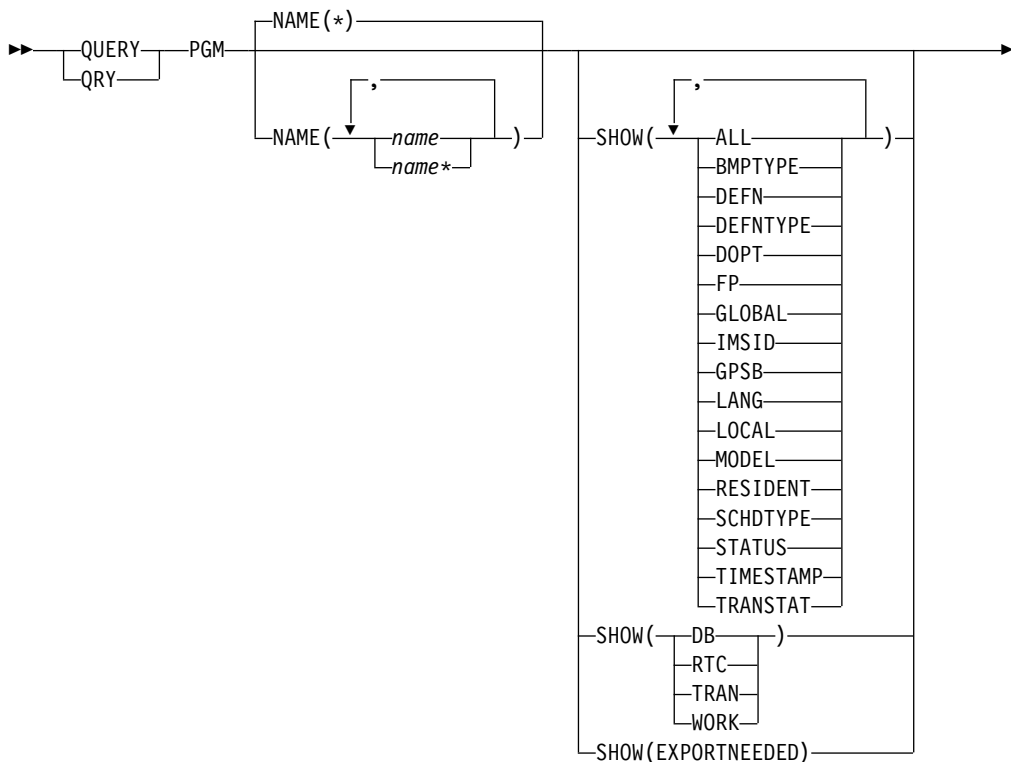 NAME(*)
QUERY PGM
QRY
, ,
NAME( name ) SHOW( ALL )
name* BMPTYPE
DEFN
DEFNTYPE
DOPT
FP
GLOBAL
IMSID
GPSB
LANG
LOCAL
MODEL
RESIDENT
SCHDTYPE
STATUS
TIMESTAMP
TRANSTAT
SHOW( DB )
RTC
TRAN
WORK
SHOW(EXPORTNEEDED)